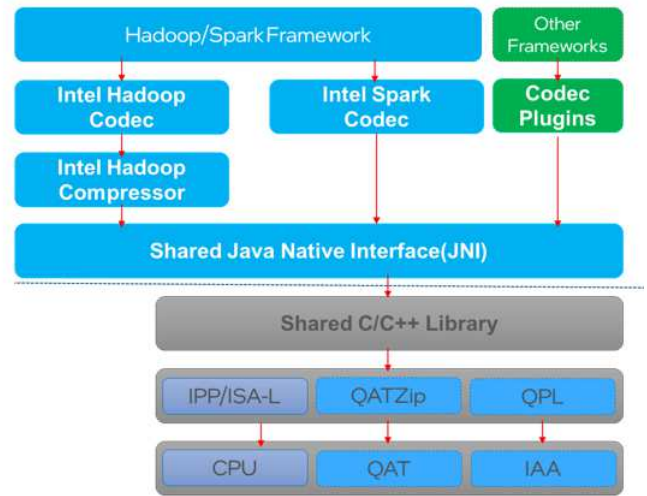 Hadoop/Spark Framework
Other
Frameworks
Intel Hadoop
Codec
Intel Spark
Codec
Codec
Plugins
Intel Hadoop
Compressor
Shared Java Native Interface(JNI)
Shared C/C++ Library
IPP/ISA-L
QATZip
QPL
CPU
QAT
IAA